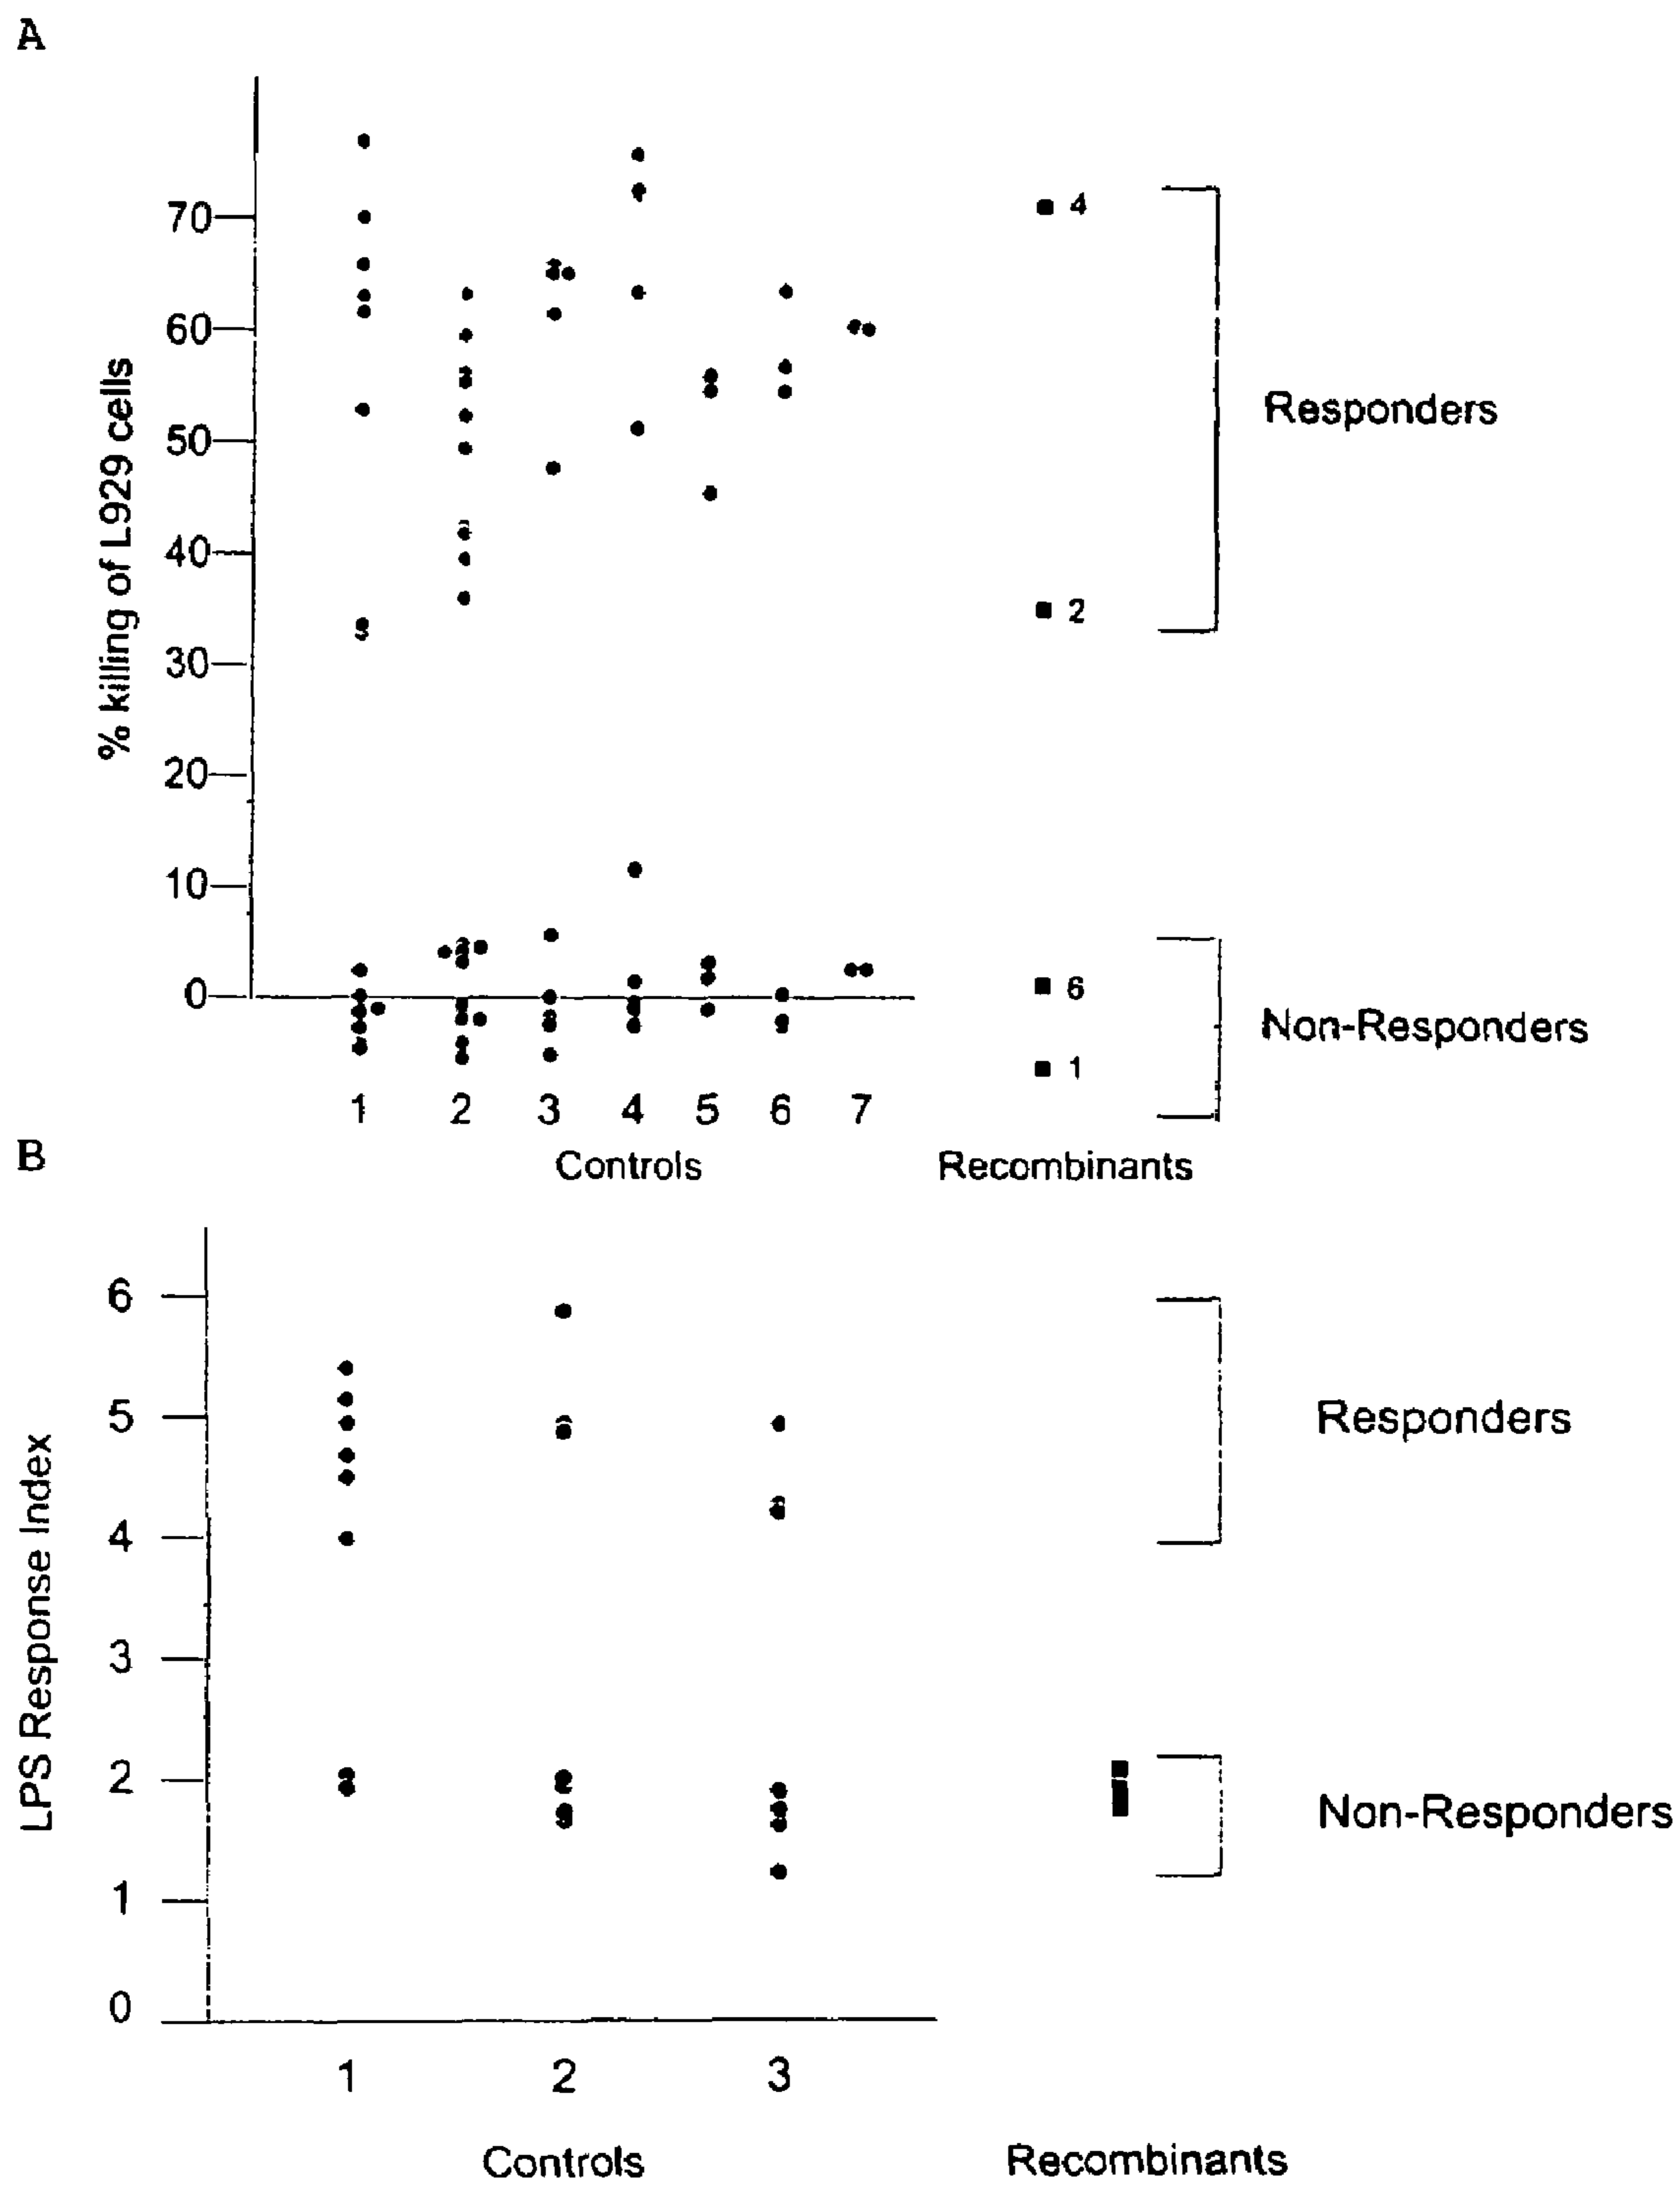 A
% killing of L929 cells
70
60
50
40
30
20
10
0
4
2
Responders
6
1
Non-Responders
1 2 3 4 5 6 7
Controls
Recombinants
B
LPS Response Index
6
5
4
3
2
1
0
Responders
Non-Responders
1 2 3
Controls
Recombinants